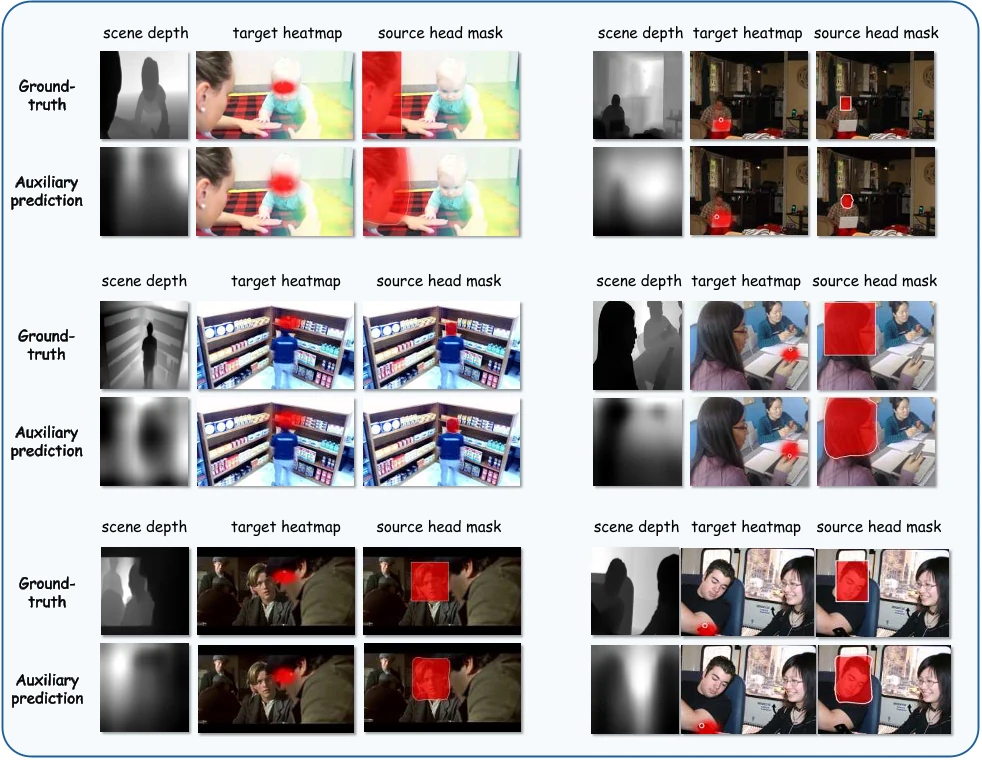 scene depth target heatmap source head mask scene depth target heatmap source head mask
Ground-
truth
Auxiliary
prediction
scene depth target heatmap source head mask scene depth target heatmap source head mask
Ground-
truth
Auxiliary
prediction
scene depth target heatmap source head mask scene depth target heatmap source head mask
Ground-
truth
Auxiliary
prediction